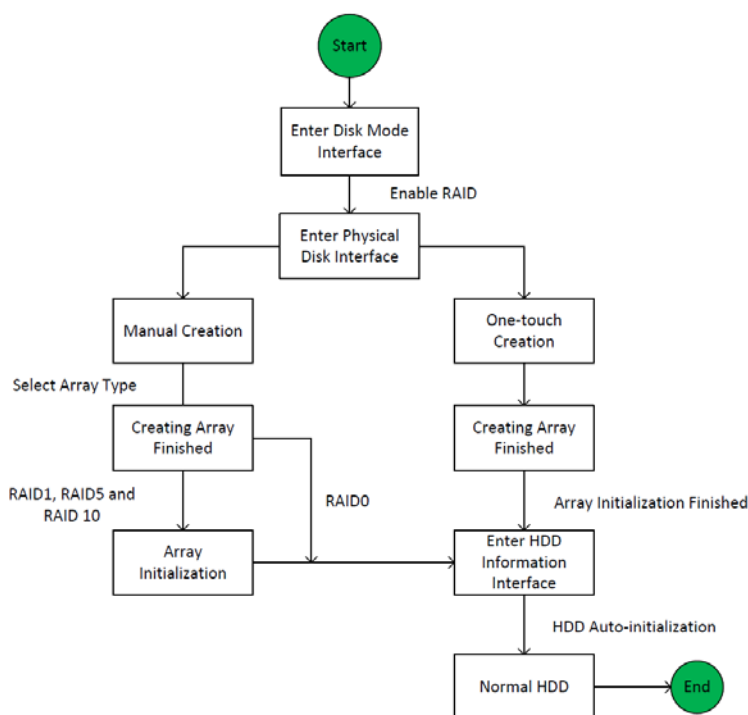 Start
Enter Disk Mode
Interface
Enable RAID
Enter Physical
Disk Interface
Manual Creation
One-touch
Creation
Select Array Type
Creating Array
Finished
Creating Array
Finished
RAID1, RAID5 and
RAID 10
RAID0
Array Initialization Finished
Array
Initialization
Enter HDD
Information
Interface
HDD Auto-initialization
Normal HDD
End